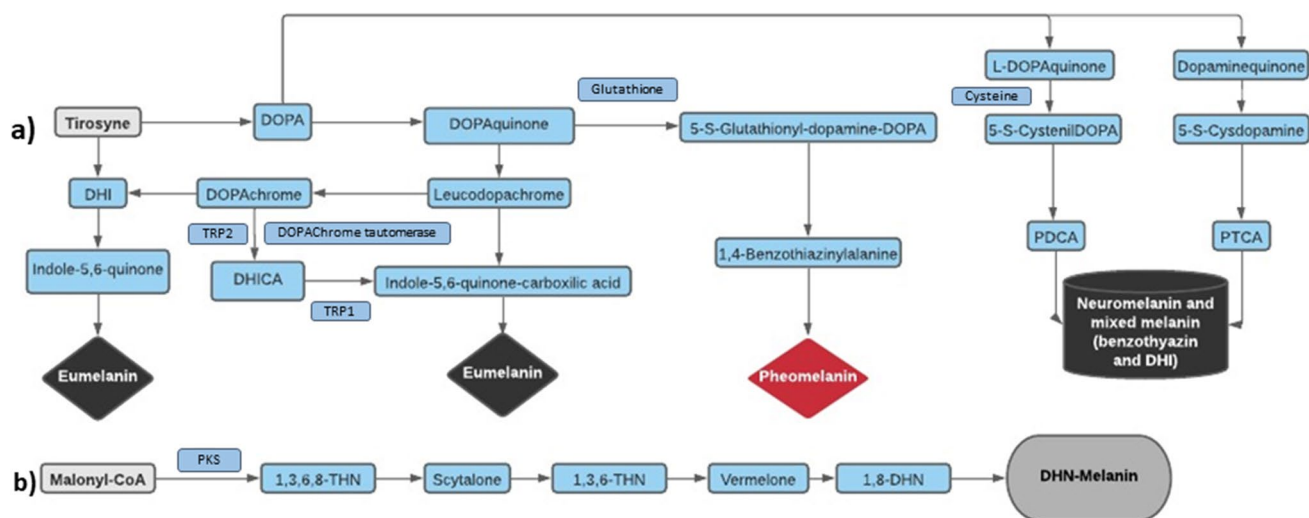 L-DOPAquinone
Dopaminequinone
Glutathione
Cysteine
a)
Tirosyne
DOPA
DOPAquinone
5-S-Glutathionyl-dopamine-DOPA
5-S-CystenilDOPA
5-S-Cysdopamine
DHI
DOPAchrome
Leucodopachrome
TRP2
DOPAChrome tautomerase
PDCA
PTCA
Indole-5,6-quinone
DHICA
Indole-5,6-quinone-carboxilic acid
1,4-Benzothiazinylalanine
TRP1
Neuromelanin and
mixed melanin
(benzothyazin
and DHI)
Eumelanin
Eumelanin
Pheomelanin
b)
Malonyl-CoA
PKS
1,3,6,8-THN
Scytalone
1,3,6-THN
Vermelone
1,8-DHN
DHN-Melanin